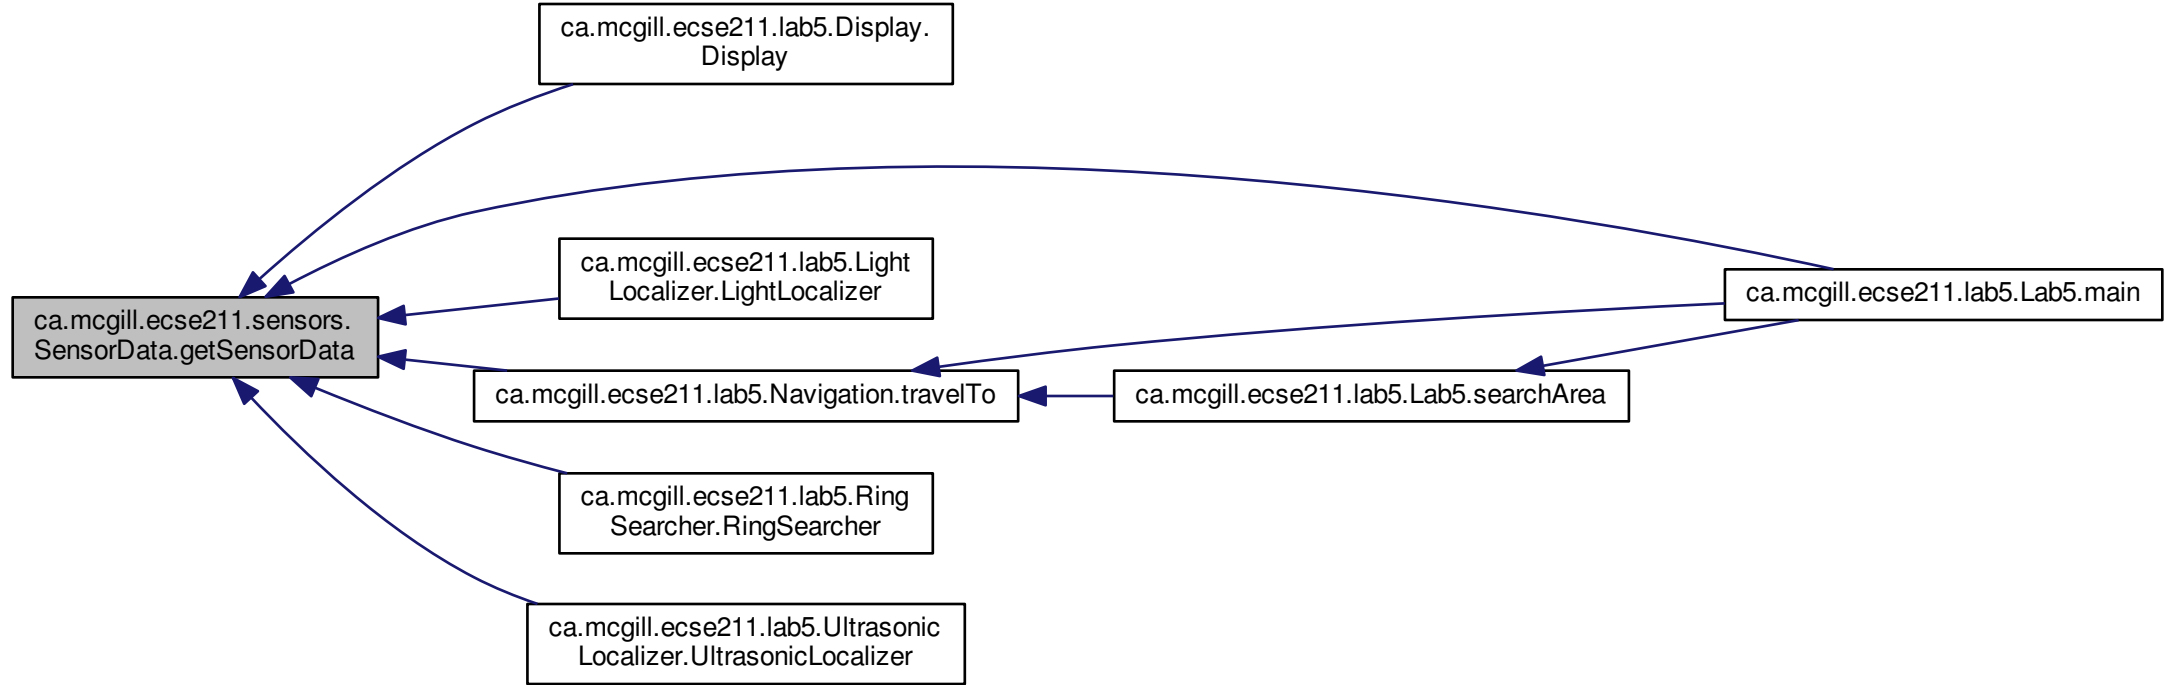 ca.mcgill.ecse211.lab5.Display.
Display
ca.mcgill.ecse211.lab5.Light
Localizer.LightLocalizer
ca.mcgill.ecse211.lab5.Lab5.main
ca.mcgill.ecse211.sensors.
SensorData.getSensorData
ca.mcgill.ecse211.lab5.Navigation.travelTo
ca.mcgill.ecse211.lab5.Lab5.searchArea
ca.mcgill.ecse211.lab5.Ring
Searcher.RingSearcher
ca.mcgill.ecse211.lab5.Ultrasonic
Localizer.UltrasonicLocalizer